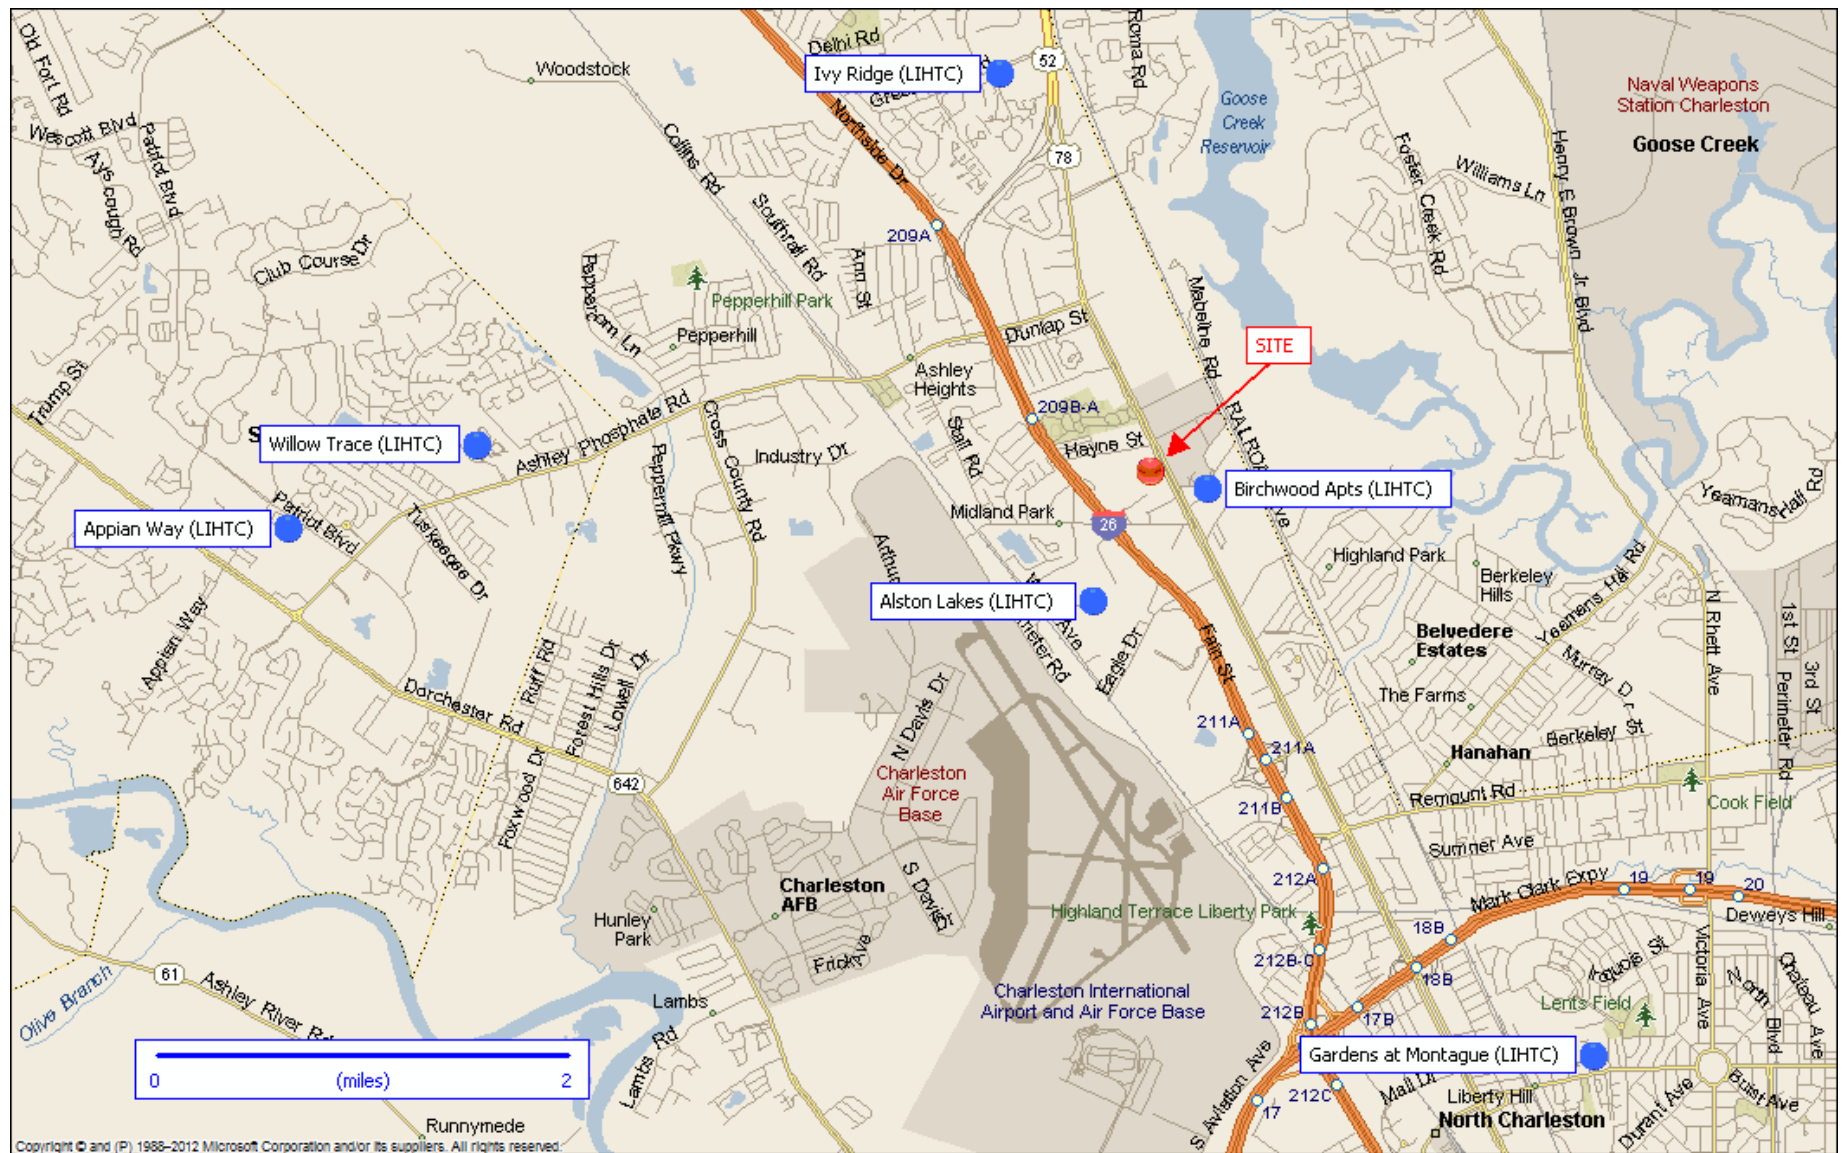 Old Fort Rd
Delhi Rd
Roma Rd
52
Woodstock
Ivy Ridge (LIHTC)
Naval Weapons
Station Charleston
Goose Creek
Goose
Creek
Reservoir
Wescott Blvd
Patriot Blvd
Ayscough Rd
Collins Rd
Northside Dr
78
Foster Creek Rd
Williams Ln
Henry E Brown Jr Blvd
Southrail Rd
209A
Club Course Dr
Ann St
Peppercorn Ln
Pepperhill Park
Pepperhill
Mabeline Rd
Dunlap St
SITE
Trump St
Ashley
Heights
209B-A
Cross County Rd
Ashley Phosphate Rd
Willow Trace (LIHTC)
Hayne St
Stall Rd
Industry Dr
Pepperhill Pkwy
Birchwood Apts (LIHTC)
Yeamans Hall Rd
Patriot Blvd
Appian Way (LIHTC)
Tuskeegee Dr
Midland Park
26
Highland Park
Berkeley
Hills
Yeamans Hall Rd
Alston Lakes (LIHTC)
Appian Way
N Rhett Ave
1st St
3rd St
Perimeter Rd
Belvedere
Estates
Murray Dr
Eagle Dr
Fain St
Ruff Rd
Forest Hills Dr
Lowell Dr
Dorchester Rd
N Davis Dr
The Farms
211A
211A
Berkeley St
Hanahan
Foxwood Dr
642
Charleston
Air Force
Base
211B
Remount Rd
Cook Field
Sumner Ave
212A
Mark Clark Expy
19
19
20
Deweys Hill
Charleston
AFB
S Davis Dr
Hunley
Park
Highland Terrace Liberty Park
18B
212B-C
Frick Ave
18B
Iroquois St
Victoria Ave
North Blvd
Chateau Ave
61
Ashley River Rd
Olive Branch
Lambs
Charleston International
Airport and Air Force Base
Lents Field
212B
17B
Gardens at Montague (LIHTC)
0 (miles) 2
Lambs Rd
S Aviation Ave
212C
17
Mall Dr
Liberty Hill
Durant Ave
Buist Ave
North Charleston
Runnymede
Copyright © and (P) 1988–2012 Microsoft Corporation and/or its suppliers. All rights reserved.